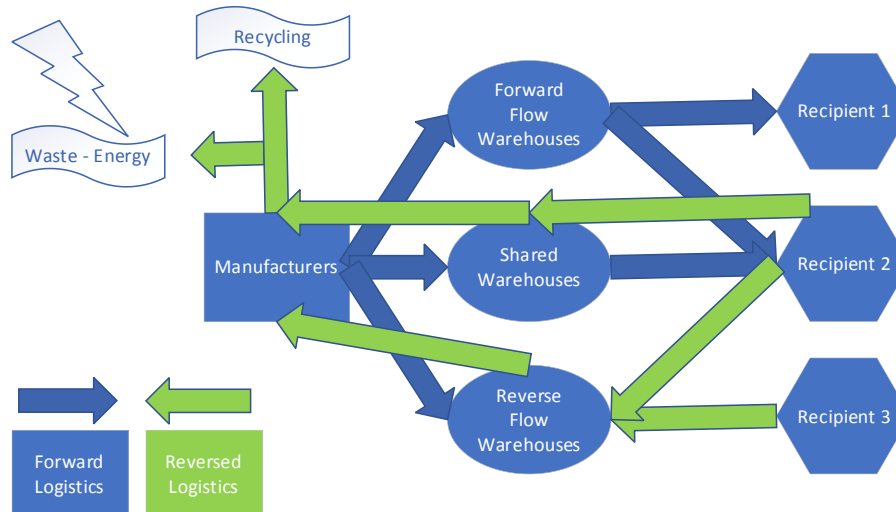 Recycling
Waste - Energy
Forward
Flow
Warehouses
Recipient 1
Manufacturers
Shared
Warehouses
Recipient 2
Reverse
Flow
Warehouses
Recipient 3
Forward
Logistics
Reversed
Logistics